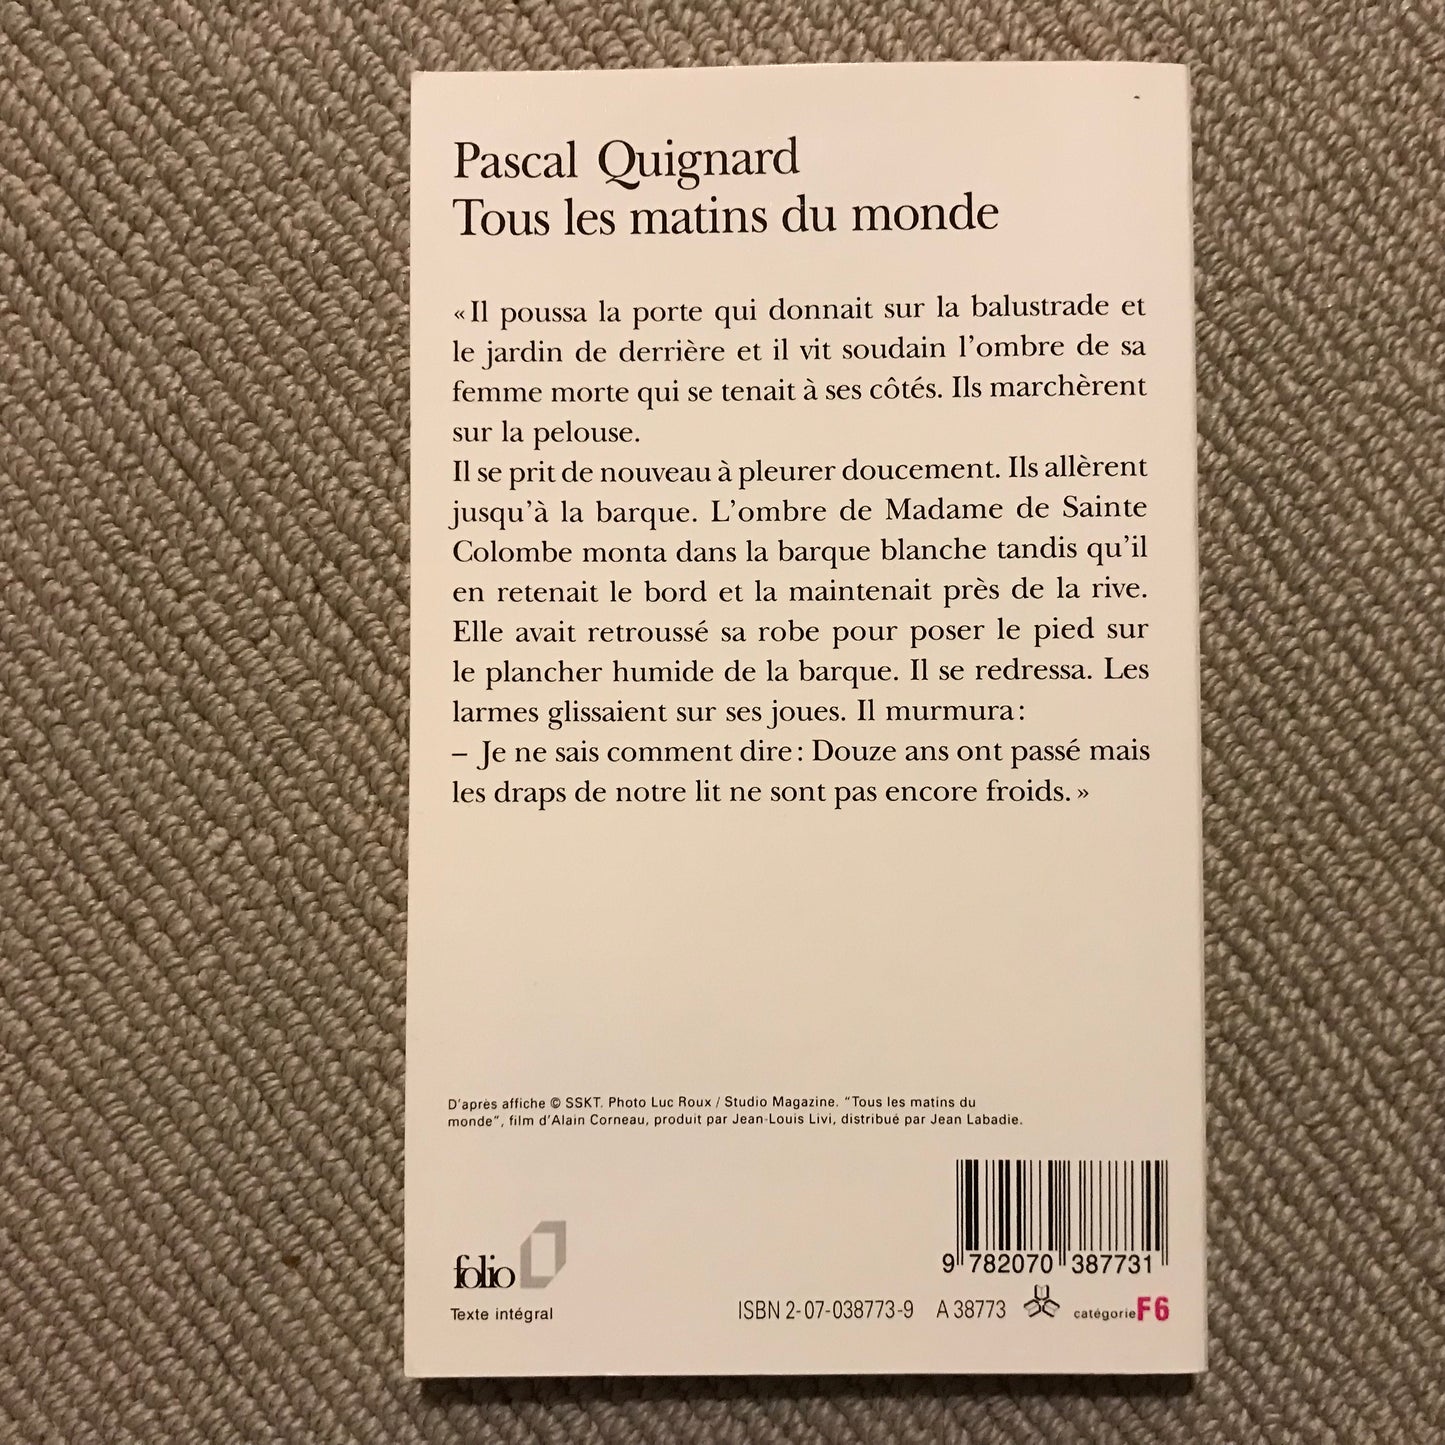 Pascal Quignard
Tous les matins du monde
« Il poussa la porte qui donnait sur la balustrade et
le jardin de derrière et il vit soudain l'ombre de sa
femme morte qui se tenait à ses côtés. Ils marchèrent
sur la pelouse.
Il se prit de nouveau à pleurer doucement. Ils allèrent
jusqu'à la barque. L'ombre de Madame de Sainte
Colombe monta dans la barque blanche tandis qu'il
en retenait le bord et la maintenait près de la rive.
Elle avait retroussé sa robe pour poser le pied sur
le plancher humide de la barque. Il se redressa. Les
larmes glissaient sur ses joues. Il murmura :
– Je ne sais comment dire : Douze ans ont passé mais
les draps de notre lit ne sont pas encore froids. »
D'après affiche © SSKT. Photo Luc Roux / Studio Magazine. "Tous les matins du
monde", film d'Alain Corneau, produit par Jean-Louis Livi, distribué par Jean Labadie.
9 782070 387731
folio
Texte intégral
ISBN 2-07-038773-9 A 38773 catégorie F6